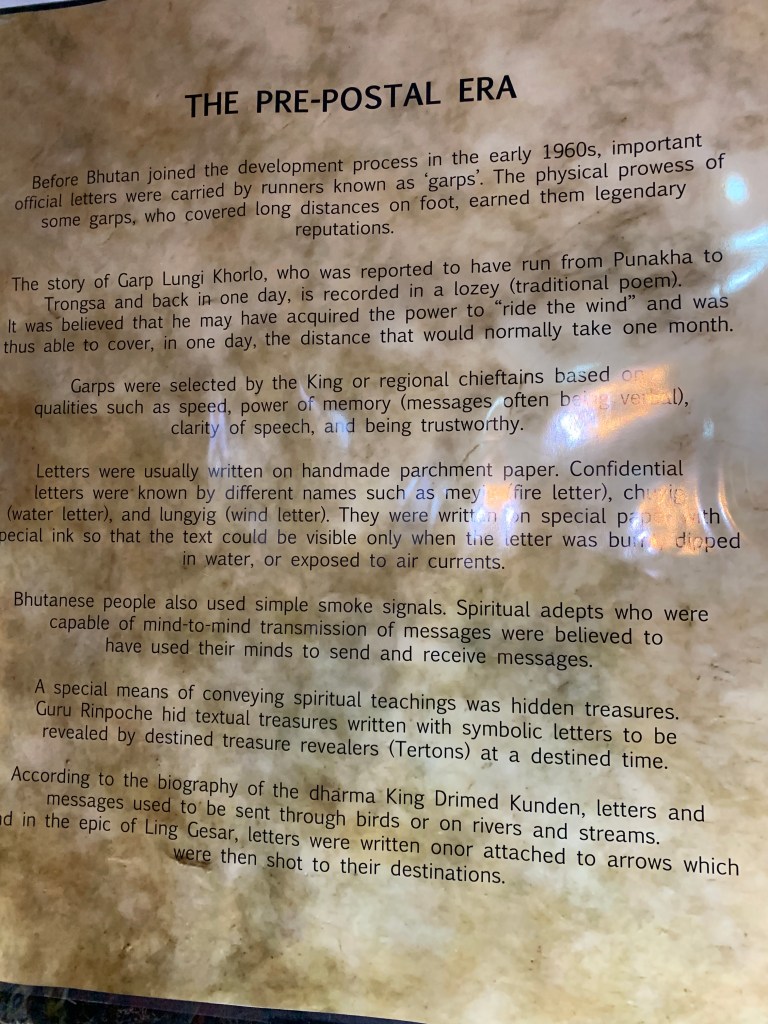 THE PRE-POSTAL ERA
Before Bhutan joined the development process in the early 1960s, important
official letters were carried by runners known as ‘garps’. The physical prowess of
some garps, who covered long distances on foot, earned them legendary
reputations.
The story of Garp Lungi Khorlo, who was reported to have run from Punakha to
Trongsa and back in one day, is recorded in a lozey (traditional poem).
It was believed that he may have acquired the power to “ride the wind” and was
thus able to cover, in one day, the distance that would normally take one month.
Garps were selected by the King or regional chieftains based on
qualities such as speed, power of memory (messages often being verbal),
clarity of speech, and being trustworthy.
Letters were usually written on handmade parchment paper. Confidential
letters were known by different names such as (fire letter),
(water letter), and lungyig (wind letter). They were written on special paper with
ecial ink so that the text could be visible only when the letter was dipped
in water, or exposed to air currents.
Bhutanese people also used simple smoke signals. Spiritual adepts who were
capable of mind-to-mind transmission of messages were believed to
have used their minds to send and receive messages.
A special means of conveying spiritual teachings was hidden treasures.
Guru Rinpoche hid textual treasures written with symbolic letters to be
revealed by destined treasure revealers (Tertons) at a destined time.
According to the biography of the dharma King Drimed Kunden, letters and
messages used to be sent through birds or on rivers and streams.
d in the epic of Ling Gesar, letters were written onor attached to arrows which
were then shot to their destinations.